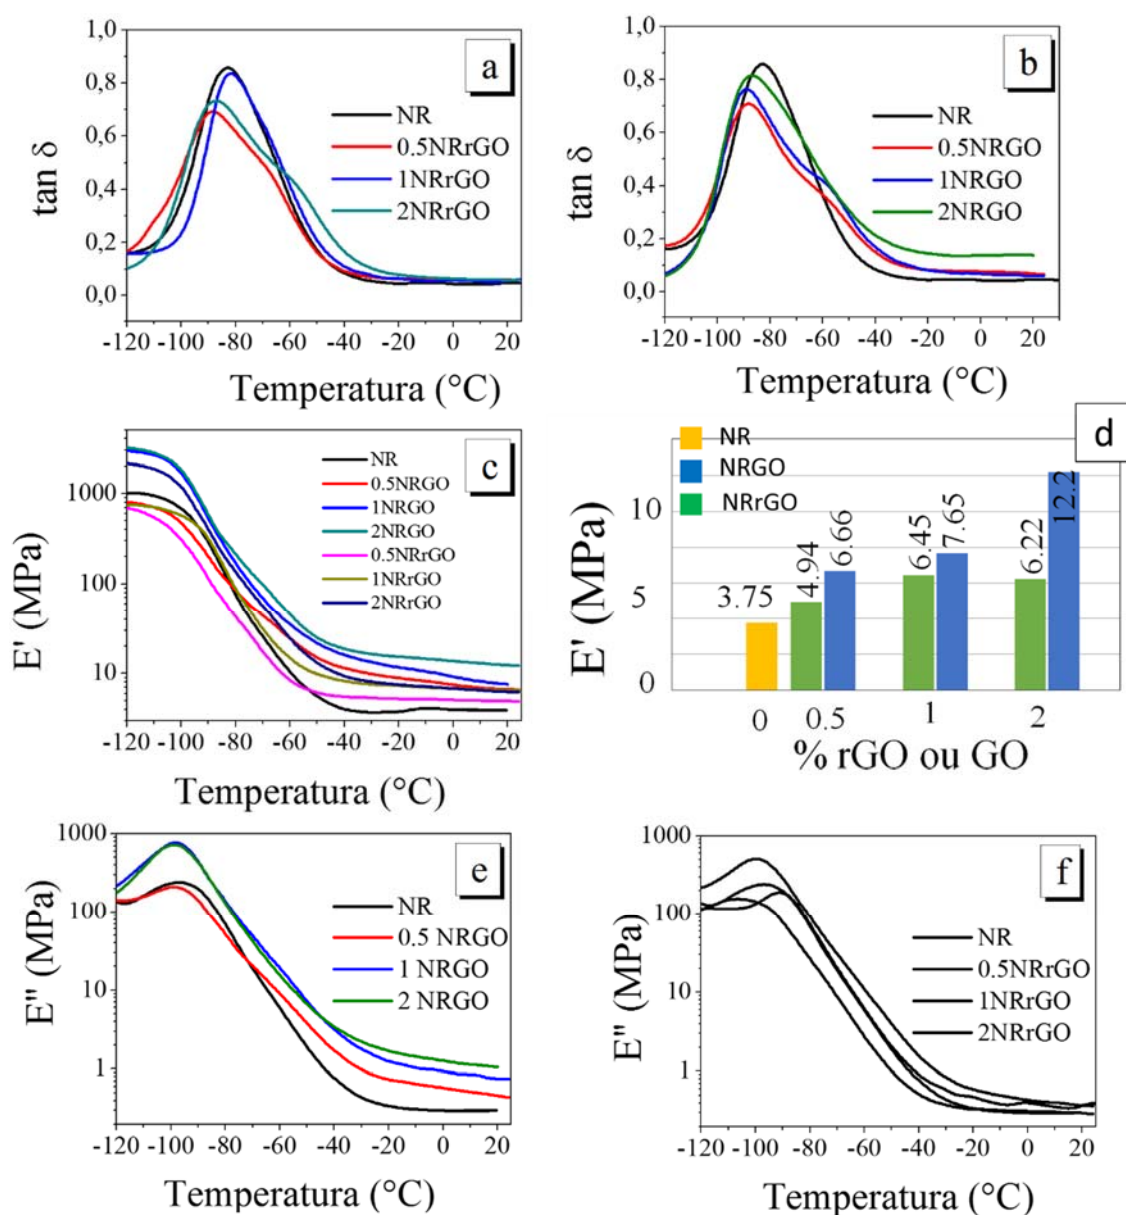 a
1,0
0,8
0,6
0,4
0,2
0,0
tan δ
NR
0.5NRrGO
1NRrGO
2NRrGO
-120 -100 -80 -60 -40 -20 0 20
Temperatura (°C)
b
1,0
0,8
0,6
0,4
0,2
0,0
tan δ
NR
0.5NRGO
1NRGO
2NRGO
-120 -100 -80 -60 -40 -20 0 20
Temperatura (°C)
c
1000
100
10
E' (MPa)
NR
0.5NRGO
1NRGO
2NRGO
0.5NRrGO
1NRrGO
2NRrGO
-120 -100 -80 -60 -40 -20 0 20
Temperatura (°C)
d
NR
NRGO
NRrGO
10
5
0
E' (MPa)
3.75
4.94
6.66
6.45
7.65
6.22
12.2
0 0.5 1 2
% rGO ou GO
e
1000
100
10
1
E" (MPa)
NR
0.5 NRGO
1 NRGO
2 NRGO
-120 -100 -80 -60 -40 -20 0 20
Temperatura (°C)
f
1000
100
10
1
E" (MPa)
NR
0.5NRrGO
1NRrGO
2NRrGO
-120 -100 -80 -60 -40 -20 0 20
Temperatura (°C)